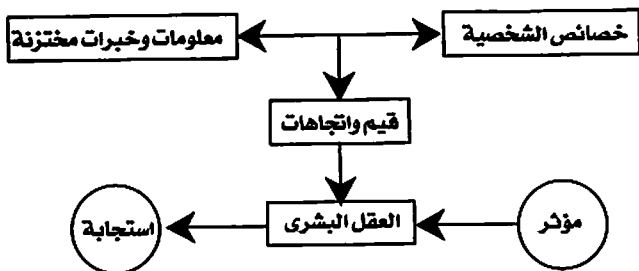 خصائص الشخصية
معلومات وخبرات مختزنة
قيم واتجاهات
مؤثر
العقل البشرى
استجابة